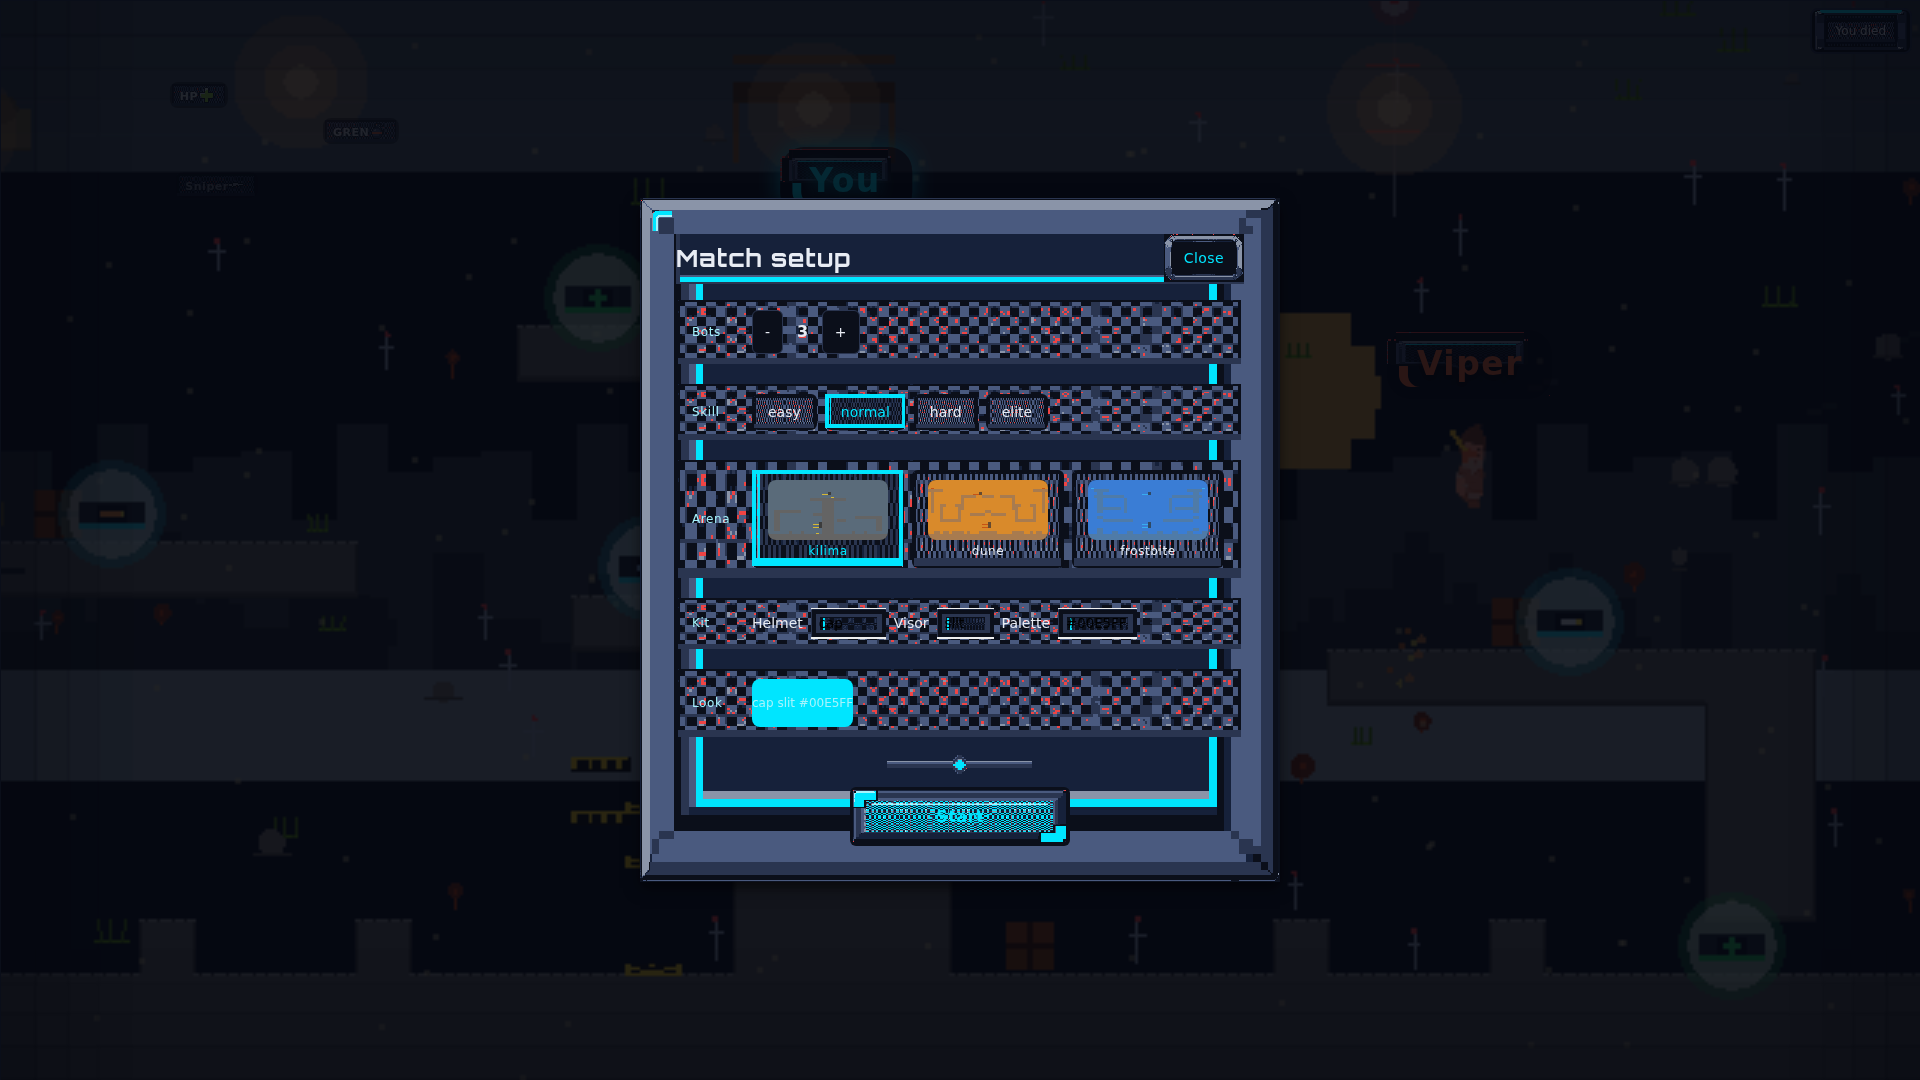 You died
HP
GREN
Sniper
You
Match setup
Close
Bots - 3 +
Viper
Skill easy normal hard elite
Arena
kilima dune frostbite
Kit Helmet Visor Palette
Look cap slit #00E5FF
Start